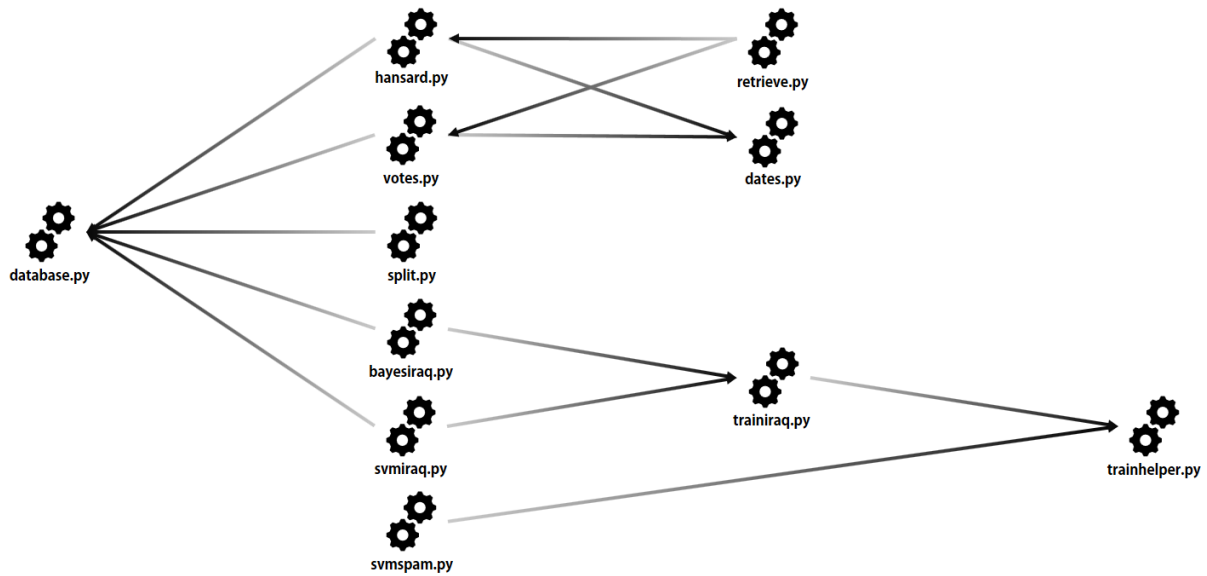 hansard.py
retrieve.py
votes.py
dates.py
database.py
split.py
bayesiraq.py
trainiraq.py
svmiraq.py
trainhelper.py
svmspam.py